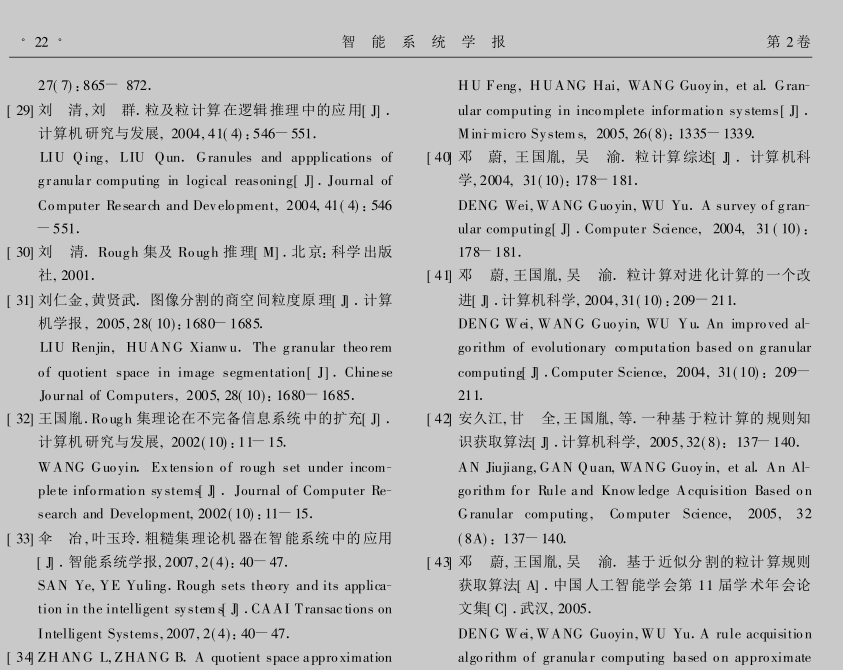 ° 22 ° 智 能 系 统 学 报 第 2 卷
27(7):865—872.
[29] 刘 清,刘 群.粒及粒计算在逻辑推理中的应用[J].
计算机研究与发展, 2004,41(4):546—551.
LIU Qing, LIU Qun. Granules and appplications of
granular computing in logical reasoning[J]. Journal of
Computer Research and Development, 2004,41(4):546
—551.
[30] 刘 清. Rough 集及 Rough 推理[M].北京:科学出版
社,2001.
[31] 刘仁金,黄贤武. 图像分割的商空间粒度原理[J].计算
机学报, 2005,28(10):1680—1685.
LIU Renjin, HUANG Xianwu. The granular theorem
of quotient space in image segmentation[J]. Chinese
Journal of Computers, 2005,28(10):1680—1685.
[32] 王国胤.Rough 集理论在不完备信息系统中的扩充[J].
计算机研究与发展, 2002(10):11—15.
WANG Guoyin. Extension of rough set under incom-
plete information systems[J]. Journal of Computer Re-
search and Development, 2002(10):11—15.
[33] 伞 冶,叶玉玲.粗糙集理论机器在智能系统中的应用
[J].智能系统学报,2007,2(4):40—47.
SAN Ye, YE Yuling. Rough sets theory and its applica-
tion in the intelligent systems[J].CAAI Transactions on
Intelligent Systems,2007,2(4):40—47.
[34] ZHANG L,ZHANG B. A quotient space approximation
HU Feng, HUANG Hai, WANG Guoyin, et al. Gran-
ular computing in incomplete information systems[J].
Mini-micro Systems, 2005,26(8):1335—1339.
[40] 邓 蔚,王国胤, 吴 渝.粒计算综述[J]. 计算机科
学,2004, 31(10):178—181.
DENG Wei,WANG Guoyin,WU Yu. A survey of gran-
ular computing[J].Computer Science, 2004, 31(10):
178—181.
[41] 邓 蔚,王国胤,吴 渝. 粒计算对进化计算的一个改
进[J].计算机科学,2004,31(10):209—211.
DENG Wei,WANG Guoyin, WU Yu. An improved al-
gorithm of evolutionary computation based on granular
computing[J].Computer Science, 2004, 31(10):209—
211.
[42] 安久江,甘 全,王国胤,等.一种基于粒计算的规则知
识获取算法[J].计算机科学, 2005,32(8): 137—140.
AN Jiujiang,GAN Quan,WANG Guoyin, et al. An Al-
gorithm for Rule and Knowledge Acquisition Based on
Granular computing, Computer Science, 2005, 32
(8A): 137—140.
[43] 邓 蔚,王国胤,吴 渝. 基于近似分割的粒计算规则
获取算法[A].中国人工智能学会第 11 届学术年会论
文集[C].武汉,2005.
DENG Wei,WANG Guoyin,WU Yu. A rule acquisition
algorithm of granular computing based on approximate